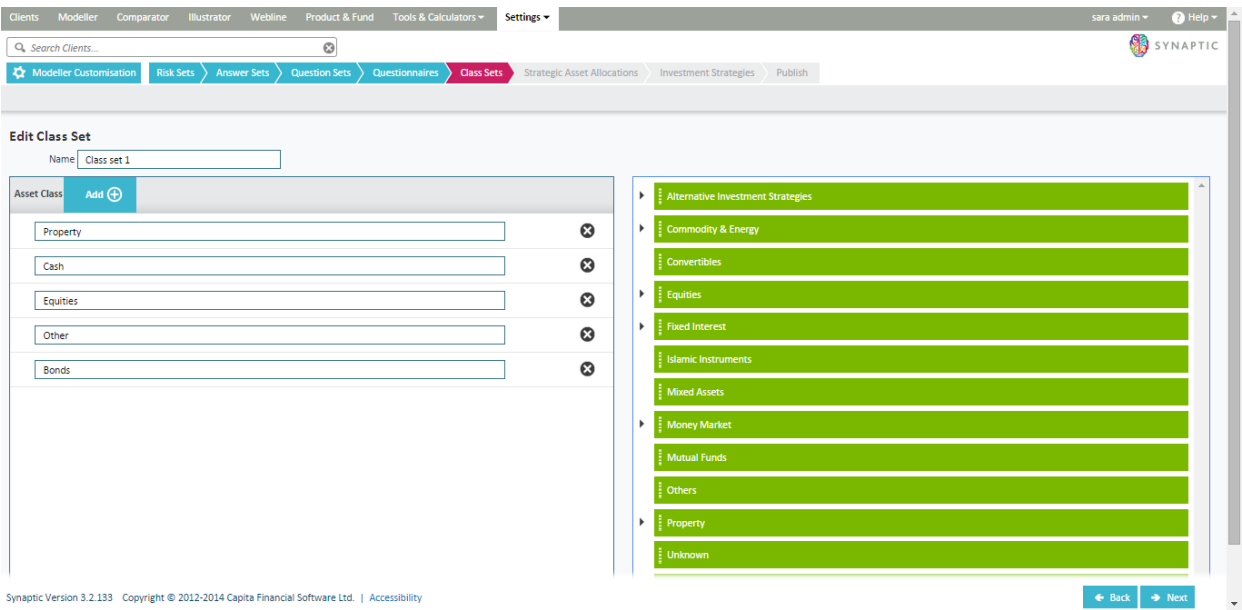 Clients Modeller Comparator Illustrator Webline Product & Fund Tools & Calculators Settings sara admin Help
Search Clients...
SYNAPTIC
Modeller Customisation Risk Sets Answer Sets Question Sets Questionnaires Class Sets Strategic Asset Allocations Investment Strategies Publish
Edit Class Set
Name Class set 1
Asset Class Add
Property
Cash
Equities
Other
Bonds
Alternative Investment Strategies
Commodity & Energy
Convertibles
Equities
Fixed Interest
Islamic Instruments
Mixed Assets
Money Market
Mutual Funds
Others
Property
Unknown
Synaptic Version 3.2.133 Copyright © 2012-2014 Capita Financial Software Ltd. | Accessibility
Back Next